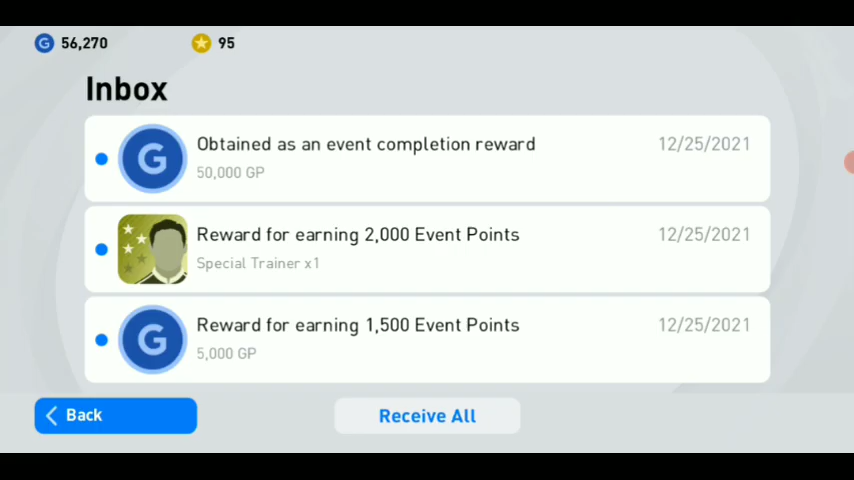 G 56,270
95
Inbox
Obtained as an event completion reward
12/25/2021
G
50,000 GP
Reward for earning 2,000 Event Points
12/25/2021
Special Trainer x1
Reward for earning 1,500 Event Points
12/25/2021
G
5,000 GP
Back
Receive All